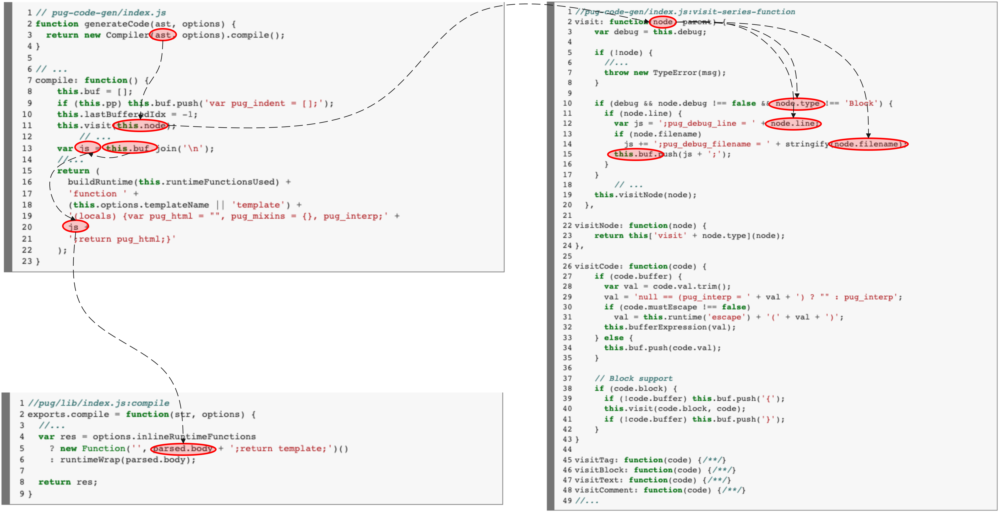 1 // pug-code-gen/index.js
2 function generateCode(ast, options) {
3 return new Compiler(ast, options).compile();
4 }
5
6 // ...
7 compile: function() {
8 this.buf = [];
9 if (this.pp) this.buf.push('var pug_indent = [];');
10 this.lastBufferedIdx = -1;
11 this.visit(this.node);
12 // ...
13 var js = this.buf.join('\n');
14 //...
15 return (
16 buildRuntime(this.runtimeFunctionsUsed) +
17 'function ' +
18 (this.options.templateName || 'template') +
19 '(locals) {var pug_html = "", pug_mixins = {}, pug_interp;' +
20 js +
21 ';return pug_html;}'
22 );
23 }
1 //pug/lib/index.js:compile
2 exports.compile = function(str, options) {
3 //...
4 var res = options.inlineRuntimeFunctions
5 ? new Function('', parsed.body + ';return template;')()
6 : runtimeWrap(parsed.body);
7
8 return res;
9 }
1 //pug-code-gen/index.js:visit-series-function
2 visit: function(node, parent) {
3 var debug = this.debug;
4
5 if (!node) {
6 //...
7 throw new TypeError(msg);
8 }
9
10 if (debug && node.debug !== false && node.type !== 'Block') {
11 if (node.line) {
12 var js = ';pug_debug_line = ' + node.line;
13 if (node.filename)
14 js += ';pug_debug_filename = ' + stringify(node.filename);
15 this.buf.push(js + ';');
16 }
17 }
18 // ...
19 this.visitNode(node);
20 },
21
22 visitNode: function(node) {
23 return this['visit' + node.type](node);
24 },
25
26 visitCode: function(code) {
27 if (code.buffer) {
28 var val = code.val.trim();
29 val = 'null == (pug_interp = ' + val + ') ? "" : pug_interp';
30 if (code.mustEscape !== false)
31 val = this.runtime('escape') + '(' + val + ')';
32 this.bufferExpression(val);
33 } else {
34 this.buf.push(code.val);
35 }
36
37 // Block support
38 if (code.block) {
39 if (!code.buffer) this.buf.push('{');
40 this.visit(code.block, code);
41 if (!code.buffer) this.buf.push('}');
42 }
43 }
44
45 visitTag: function(code) {/**/}
46 visitBlock: function(code) {/**/}
47 visitText: function(code) {/**/}
48 visitComment: function(code) {/**/}
49 //...